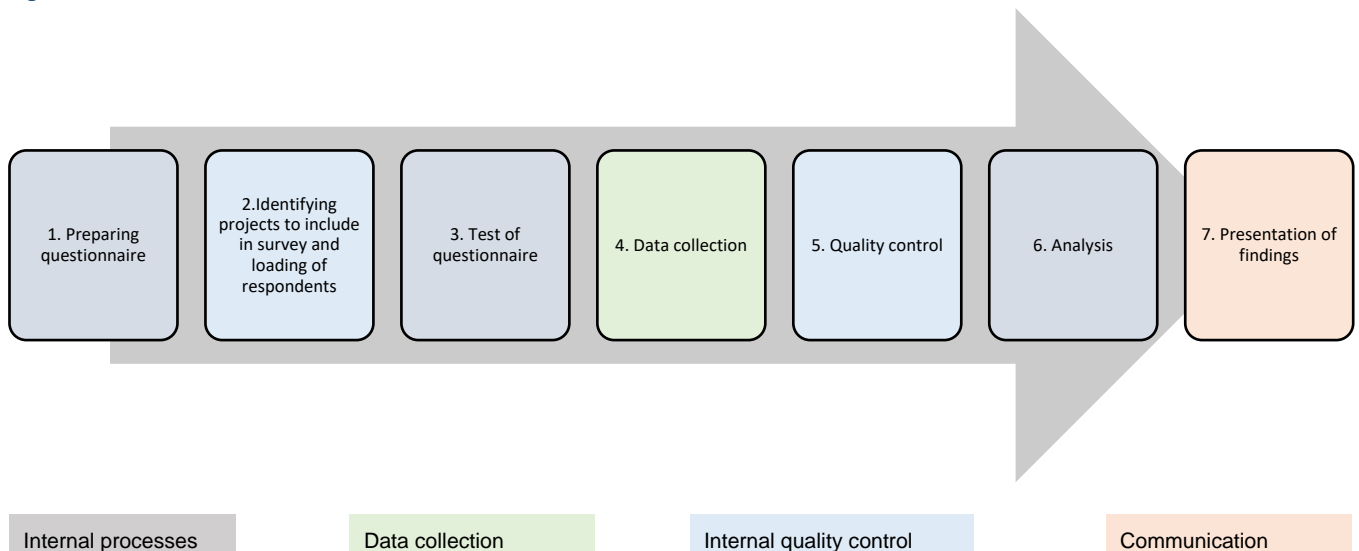 1. Preparing
questionnaire
2.Identifying
projects to include
in survey and
loading of
respondents
3. Test of
questionnaire
4. Data collection
5. Quality control
6. Analysis
7. Presentation of
findings
Internal processes
Data collection
Internal quality control
Communication